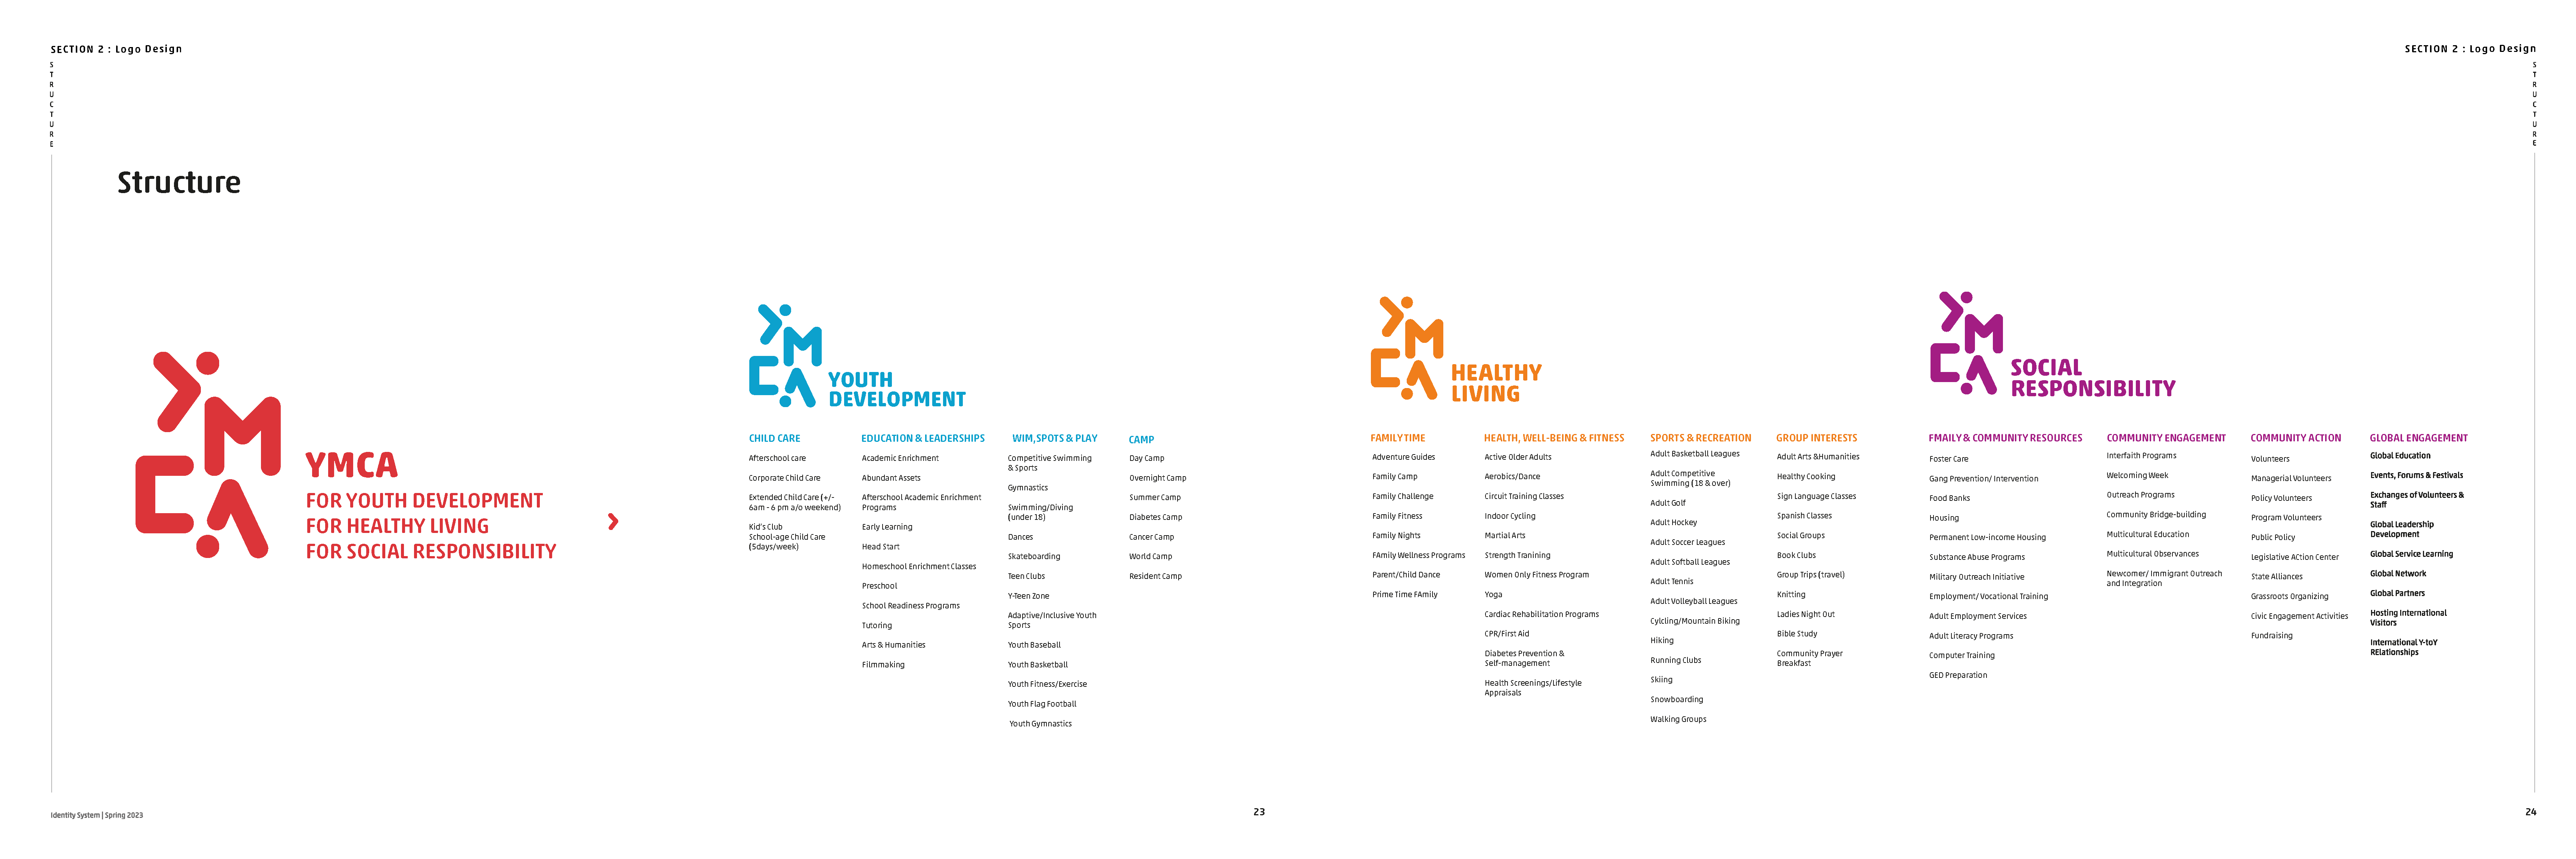 SECTION 2 : Logo Design
STRUCTURE
Structure
YMCA
YMCA
FOR YOUTH DEVELOPMENT
FOR HEALTHY LIVING
FOR SOCIAL RESPONSIBILITY
YMCA
YOUTH
DEVELOPMENT
CHILD CARE
Afterschool care
Corporate Child Care
Extended Child Care (+/-
6am - 6 pm a/o weekend)
Kid's Club
School-age Child Care
(5days/week)
EDUCATION & LEADERSHIPS
Academic Enrichment
Abundant Assets
Afterschool Academic Enrichment
Programs
Early Learning
Head Start
Homeschool Enrichment Classes
Preschool
School Readiness Programs
Tutoring
Arts & Humanities
Filmmaking
WIM,SPOTS & PLAY
Competitive Swimming
& Sports
Gymnastics
Swimming/Diving
(under 18)
Dances
Skateboarding
Teen Clubs
Y-Teen Zone
Adaptive/Inclusive Youth
Sports
Youth Baseball
Youth Basketball
Youth Fitness/Exercise
Youth Flag Football
Youth Gymnastics
CAMP
Day Camp
Overnight Camp
Summer Camp
Diabetes Camp
Cancer Camp
World Camp
Resident Camp
Identity System | Spring 2023
23
SECTION 2 : Logo Design
STRUCTURE
YMCA
HEALTHY
LIVING
FAMILY TIME
Adventure Guides
Family Camp
Family Challenge
Family Fitness
Family Nights
FAmily Wellness Programs
Parent/Child Dance
Prime Time FAmily
HEALTH, WELL-BEING & FITNESS
Active Older Adults
Aerobics/Dance
Circuit Training Classes
Indoor Cycling
Martial Arts
Strength Tranining
Women Only Fitness Program
Yoga
Cardiac Rehabilitation Programs
CPR/First Aid
Diabetes Prevention &
Self-management
Health Screenings/Lifestyle
Appraisals
SPORTS & RECREATION
Adult Basketball Leagues
Adult Competitive
Swimming (18 & over)
Adult Golf
Adult Hockey
Adult Soccer Leagues
Adult Softball Leagues
Adult Tennis
Adult Volleyball Leagues
Cylcling/Mountain Biking
Hiking
Running Clubs
Skiing
Snowboarding
Walking Groups
GROUP INTERESTS
Adult Arts &Humanities
Healthy Cooking
Sign Language Classes
Spanish Classes
Social Groups
Book Clubs
Group Trips (travel)
Knitting
Ladies Night Out
Bible Study
Community Prayer
Breakfast
YMCA
SOCIAL
RESPONSIBILITY
FMAILY & COMMUNITY RESOURCES
Foster Care
Gang Prevention/ Intervention
Food Banks
Housing
Permanent Low-income Housing
Substance Abuse Programs
Military Outreach Initiative
Employment/ Vocational Training
Adult Employment Services
Adult Literacy Programs
Computer Training
GED Preparation
COMMUNITY ENGAGEMENT
Interfaith Programs
Welcoming Week
Outreach Programs
Community Bridge-building
Multicultural Education
Multicultural Observances
Newcomer/ Immigrant Outreach
and Integration
COMMUNITY ACTION
Volunteers
Managerial Volunteers
Policy Volunteers
Program Volunteers
Public Policy
Legislative ACtion Center
State Alliances
Grassroots Organizing
Civic Engagement Activities
Fundraising
GLOBAL ENGAGEMENT
Global Education
Events, Forums & Festivals
Exchanges of Volunteers &
Staff
Global Leadership
Development
Global Service Learning
Global Network
Global Partners
Hosting International
Visitors
International Y-toY
RElationships
24